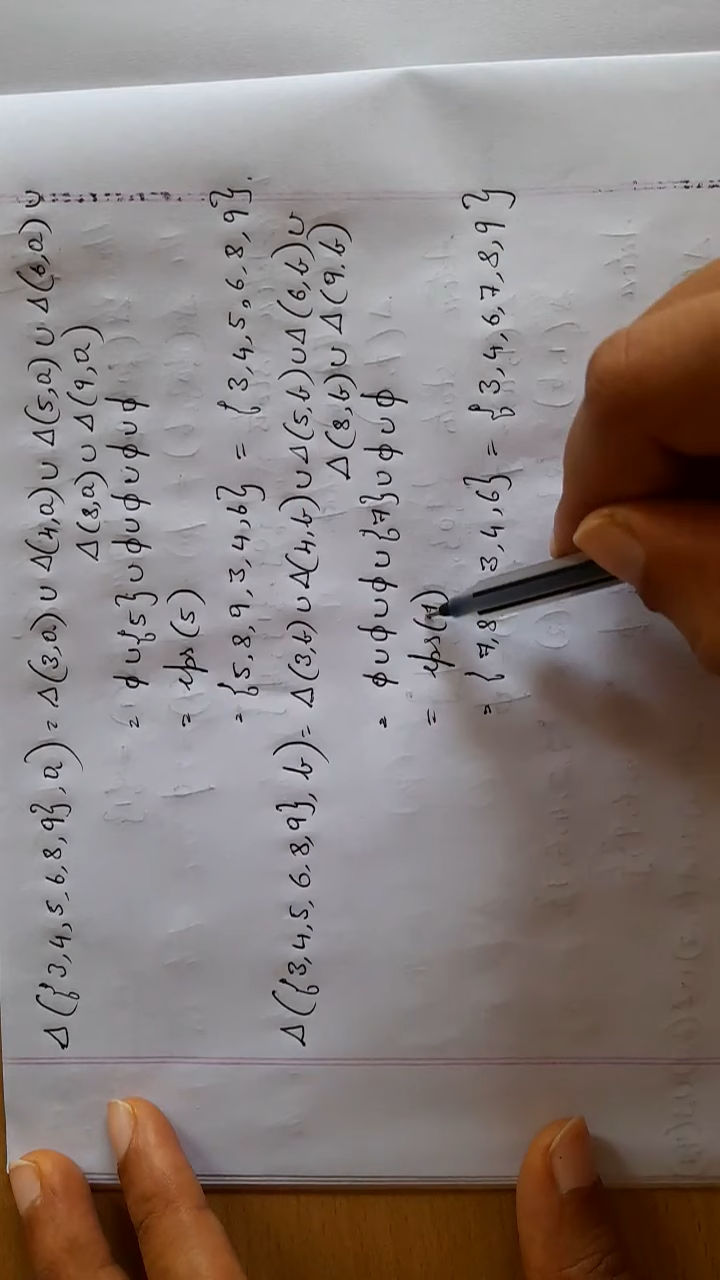 Δ({3,4,5,6,8,9},a) = Δ(3,a) ∪ Δ(4,a) ∪ Δ(5,a) ∪ Δ(6,a) ∪
Δ(8,a) ∪ Δ(9,a)
= ϕ∪{5}∪ϕ∪ϕ∪ϕ∪ϕ
= eps(5)
= {5,8,9,3,4,6} = {3,4,5,6,8,9}.
Δ({3,4,5,6,8,9},b) = Δ(3,b)∪Δ(4,b)∪Δ(5,b)∪Δ(6,b)∪
Δ(8,b)∪Δ(9,b)
= ϕ∪ϕ∪ϕ∪{7}∪ϕ∪ϕ
= eps(7)
= {7,8 3,4,6} = {3,4,6,7,8,9}